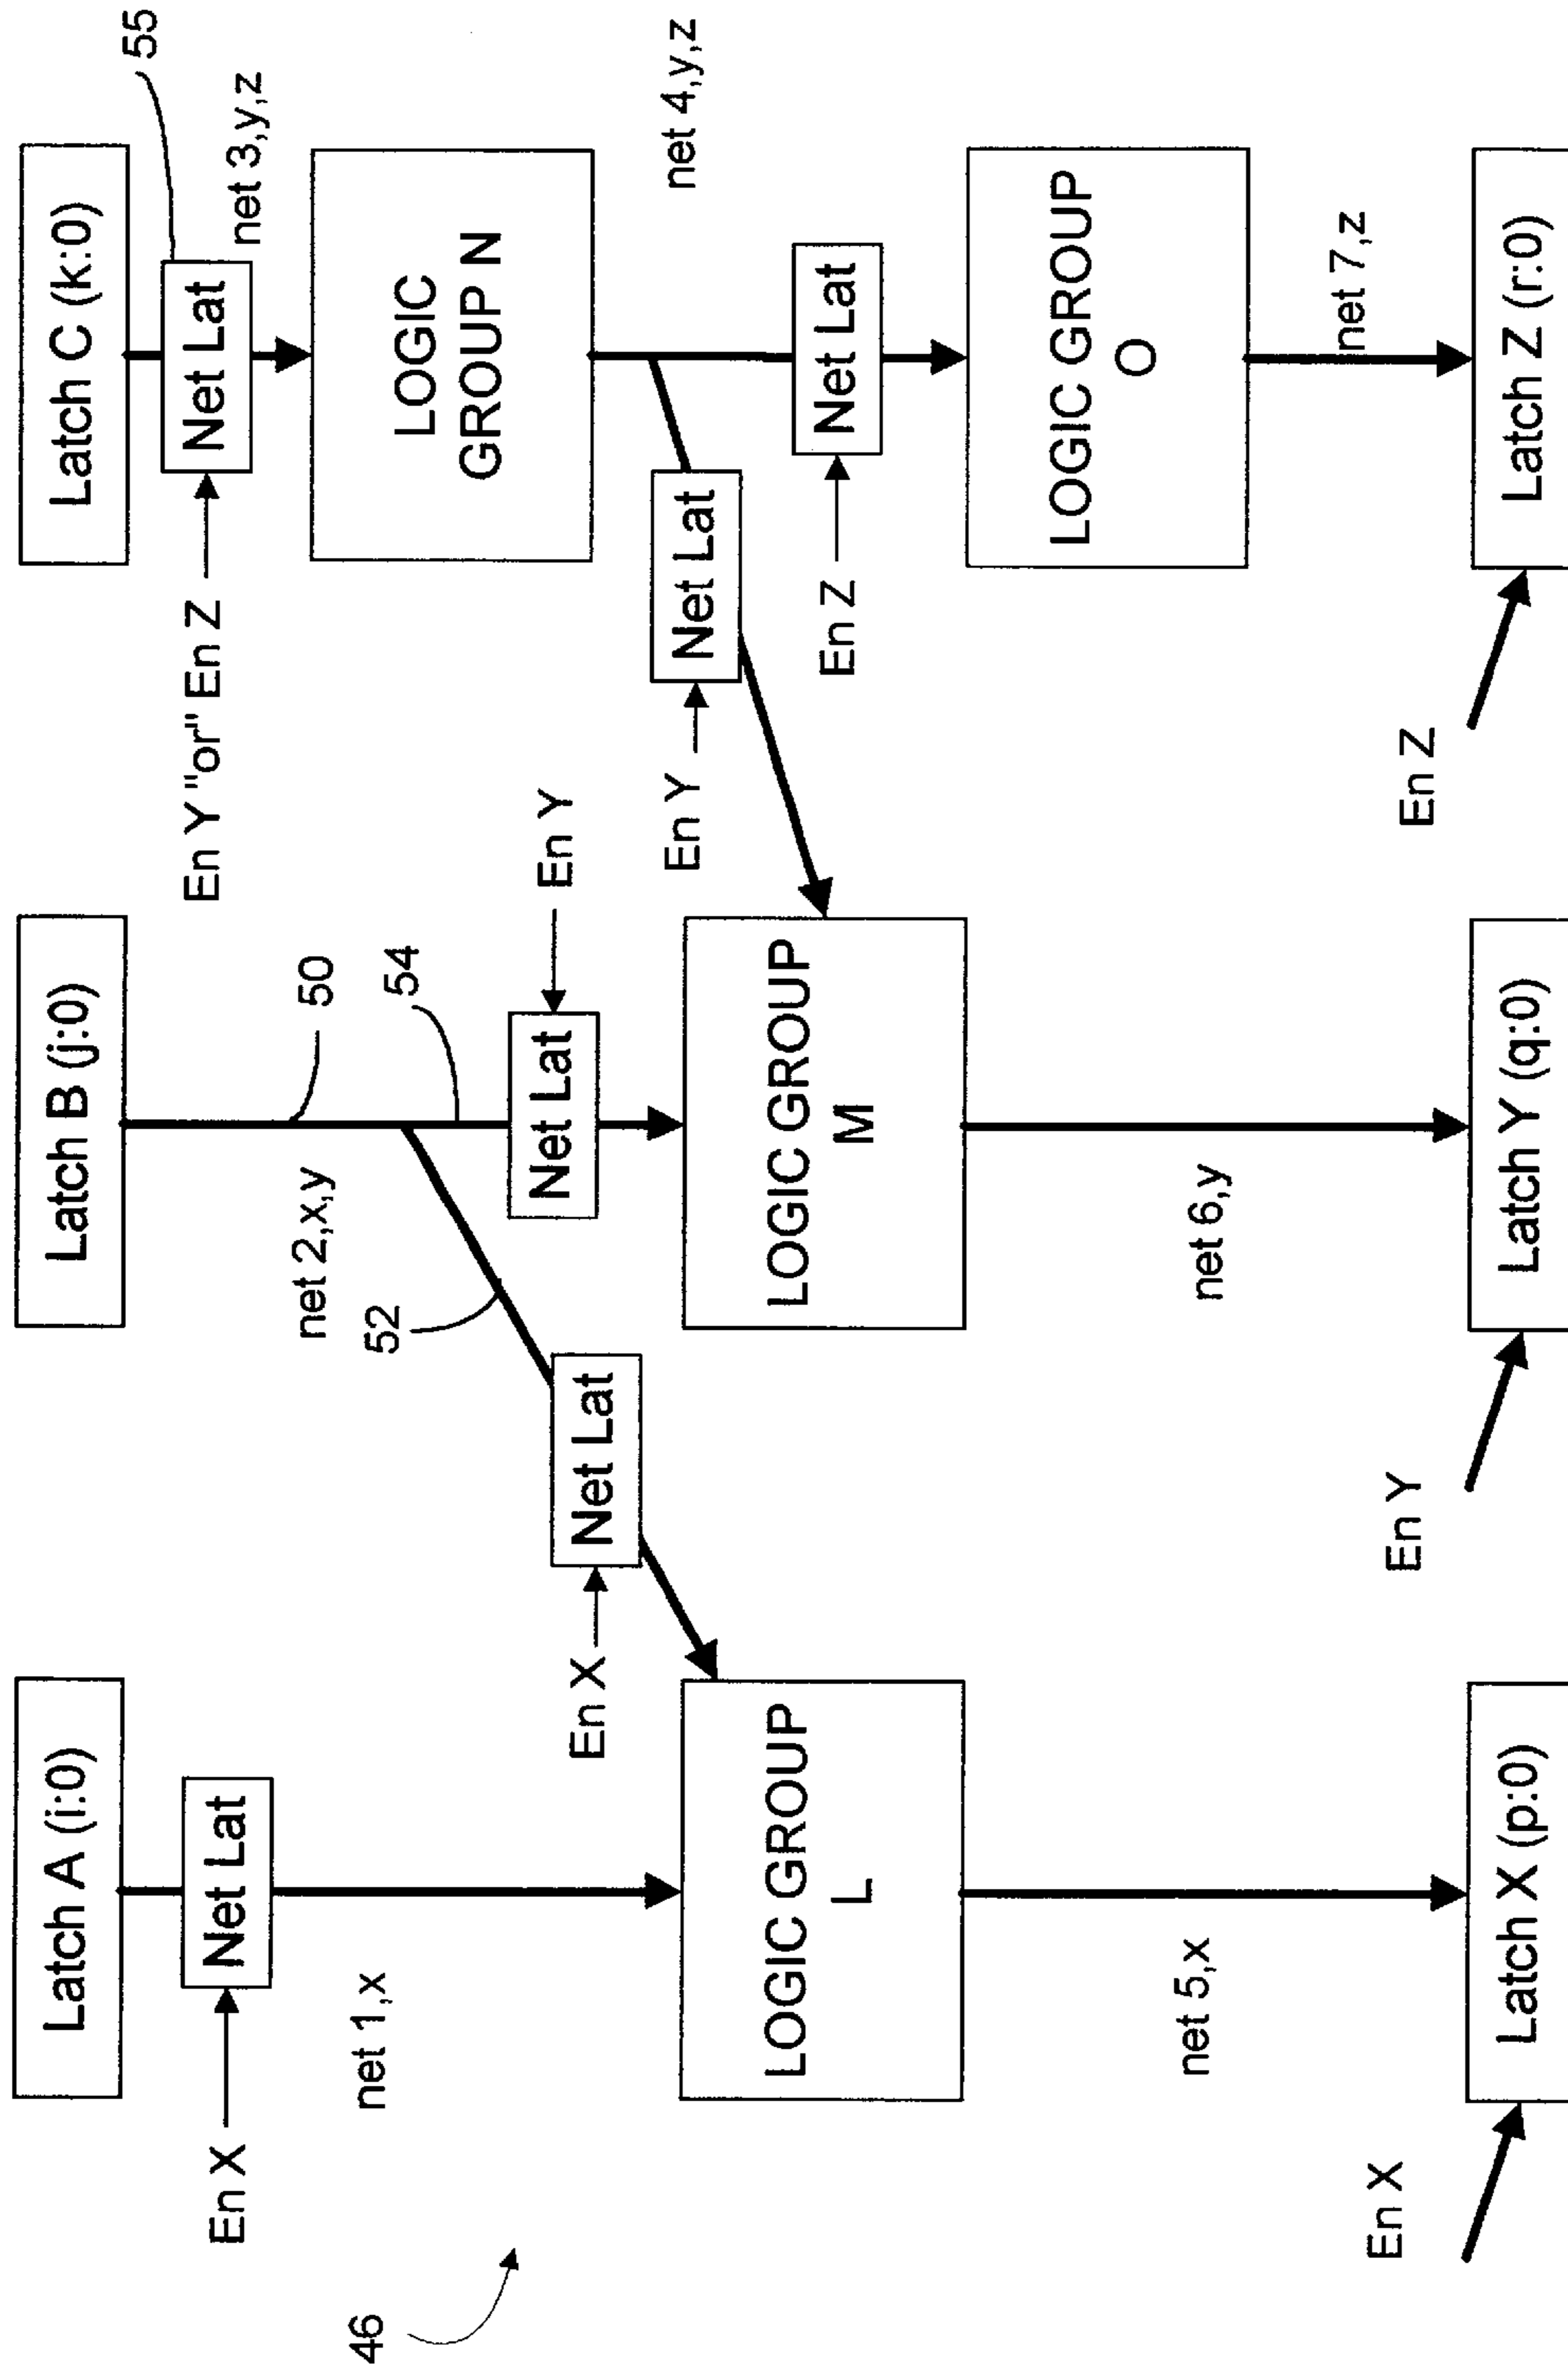 46
Latch A (i:0)
Latch B (j:0)
Latch C (k:0)
En X
Net Lat
En Y "or" En Z
Net Lat
55
net 1,x
net 2,x,y
50
net 3,y,z
52
54
LOGIC
GROUP N
En X
Net Lat
Net Lat
En Y
En Y
Net Lat
net 4,y,z
En Z
Net Lat
LOGIC GROUP
L
LOGIC GROUP
M
LOGIC GROUP
O
net 5,x
net 6,y
net 7,z
En X
En Y
En Z
Latch X (p:0)
Latch Y (q:0)
Latch Z (r:0)